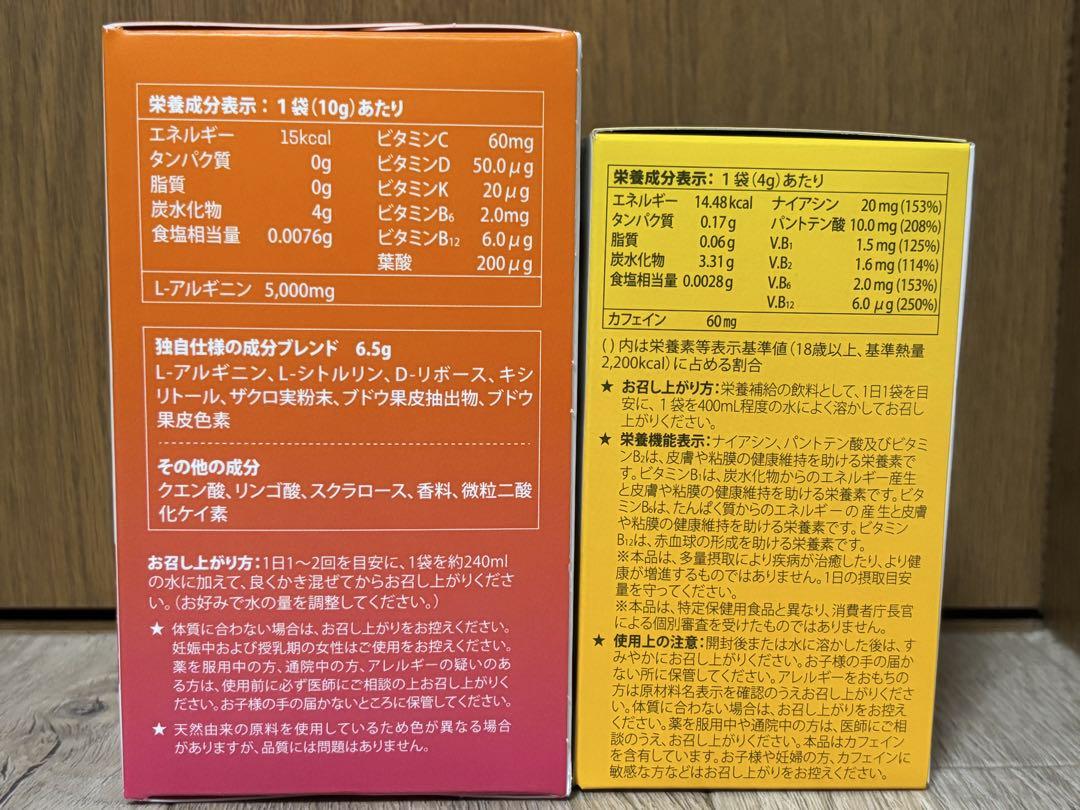 栄養成分表示：1袋(10g)あたり
エネルギー 15kcal ビタミンC 60mg
タンパク質 0g ビタミンD 50.0μg
脂質 0g ビタミンK 20μg
炭水化物 4g ビタミンB6 2.0mg
食塩相当量 0.0076g ビタミンB12 6.0μg
葉酸 200μg
L-アルギニン 5,000mg
独自仕様の成分ブレンド 6.5g
L-アルギニン、L-シトルリン、D-リボース、キシ
リトール、ザクロ実粉末、ブドウ果皮抽出物、ブドウ
果皮色素
その他の成分
クエン酸、リンゴ酸、スクラロース、香料、微粒二酸
化ケイ素
お召し上がり方：1日1～2回を目安に、1袋を約240ml
の水に加えて、良くかき混ぜてからお召し上がりくださ
い。（お好みで水の量を調整してください。）
★ 体質に合わない場合は、お召し上がりをお控えください。
妊娠中および授乳期の女性はご使用をお控えください。
薬を服用中の方、通院中の方、アレルギーの疑いのあ
る方は、使用前に必ず医師にご相談の上お召し上がりく
ださい。お子様の手の届かないところに保管してください。
★ 天然由来の原料を使用しているため色が異なる場合
がありますが、品質には問題はありません。
栄養成分表示：1袋(4g)あたり
エネルギー 14.48kcal ナイアシン 20mg(153%)
タンパク質 0.17g パントテン酸 10.0mg(208%)
脂質 0.06g V.B1 1.5mg(125%)
炭水化物 3.31g V.B2 1.6mg(114%)
食塩相当量 0.0028g V.B6 2.0mg(153%)
V.B12 6.0μg(250%)
カフェイン 60mg
( )内は栄養素等表示基準値（18歳以上、基準熱量
2,200kcal）に占める割合
★ お召し上がり方：栄養補給の飲料として、1日1袋を目
安に、1袋を400mL程度の水によく溶かしてお召し
上がりください。
★ 栄養機能表示：ナイアシン、パントテン酸及びビタミ
ンB2は、皮膚や粘膜の健康維持を助ける栄養素で
す。ビタミンB1は、炭水化物からのエネルギー産生
と皮膚や粘膜の健康維持を助ける栄養素です。ビタ
ミンB6は、たんぱく質からのエネルギーの産生と皮膚
や粘膜の健康維持を助ける栄養素です。ビタミン
B12は、赤血球の形成を助ける栄養素です。
※本品は、多量摂取により疾病が治癒したり、より健
康が増進するものではありません。1日の摂取目安
量を守ってください。
※本品は、特定保健用食品と異なり、消費者庁長官
による個別審査を受けたものではありません。
★ 使用上の注意：開封後または水に溶かした後は、す
みやかにお召し上がりください。お子様の手の届か
ない所に保管してください。アレルギーをおもちの
方は原材料名表示を確認のうえお召し上がりくださ
い。体質に合わない場合は、お召し上がりをお控え
ください。薬を服用中や通院中の方は、医師にご相
談のうえ、お召し上がりください。本品はカフェイン
を含有しています。お子様や妊婦の方、カフェインに
敏感な方などはお召し上がりをお控えください。